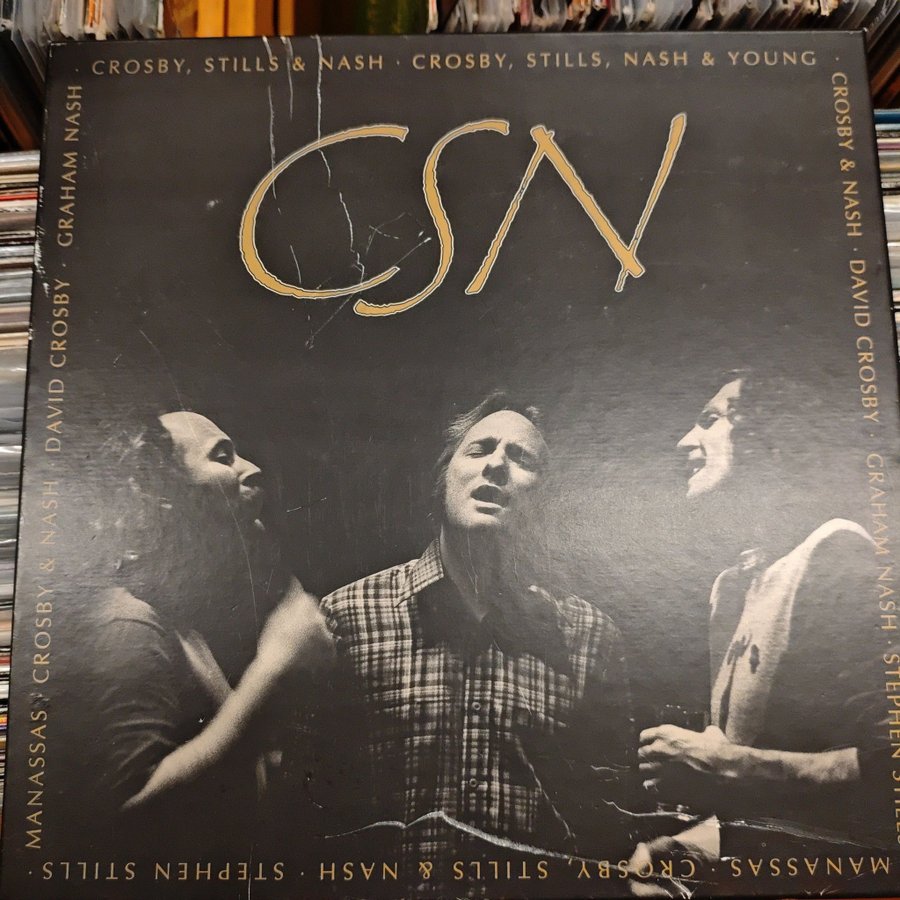 · CROSBY, STILLS & NASH · CROSBY, STILLS, NASH & YOUNG ·
CSN
CROSBY & NASH · DAVID CROSBY · GRAHAM NASH · STEPHEN STILLS
MANASSAS · CROSBY, STILLS & NASH · STEPHEN STILLS ·
MANASSAS · CROSBY & NASH · DAVID CROSBY · GRAHAM NASH